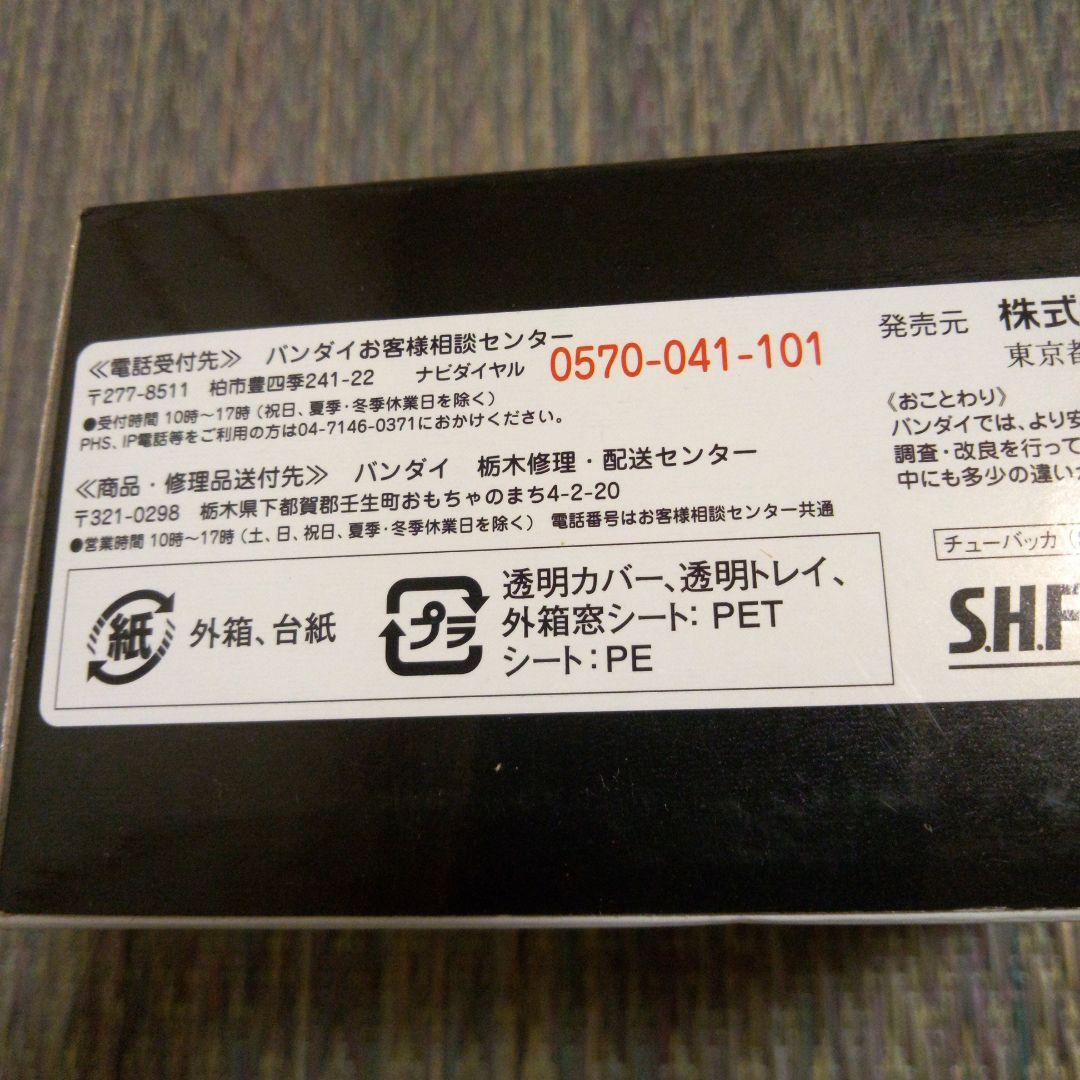 ≪電話受付先≫ バンダイお客様相談センター
〒277-8511 柏市豊四季241-22 ナビダイヤル 0570-041-101
●受付時間 10時〜17時（祝日、夏季・冬季休業日を除く）
PHS、IP電話等をご利用の方は04-7146-0371におかけください。
≪商品・修理品送付先≫ バンダイ 栃木修理・配送センター
〒321-0298 栃木県下都賀郡壬生町おもちゃのまち4-2-20
●営業時間 10時〜17時（土、日、祝日、夏季・冬季休業日を除く） 電話番号はお客様相談センター共通
紙 外箱、台紙
プラ 透明カバー、透明トレイ、
外箱窓シート：PET
シート：PE
発売元 株式
東京都
《おことわり》
バンダイでは、より安
調査・改良を行って
中にも多少の違い
チューバッカ
S.H.F